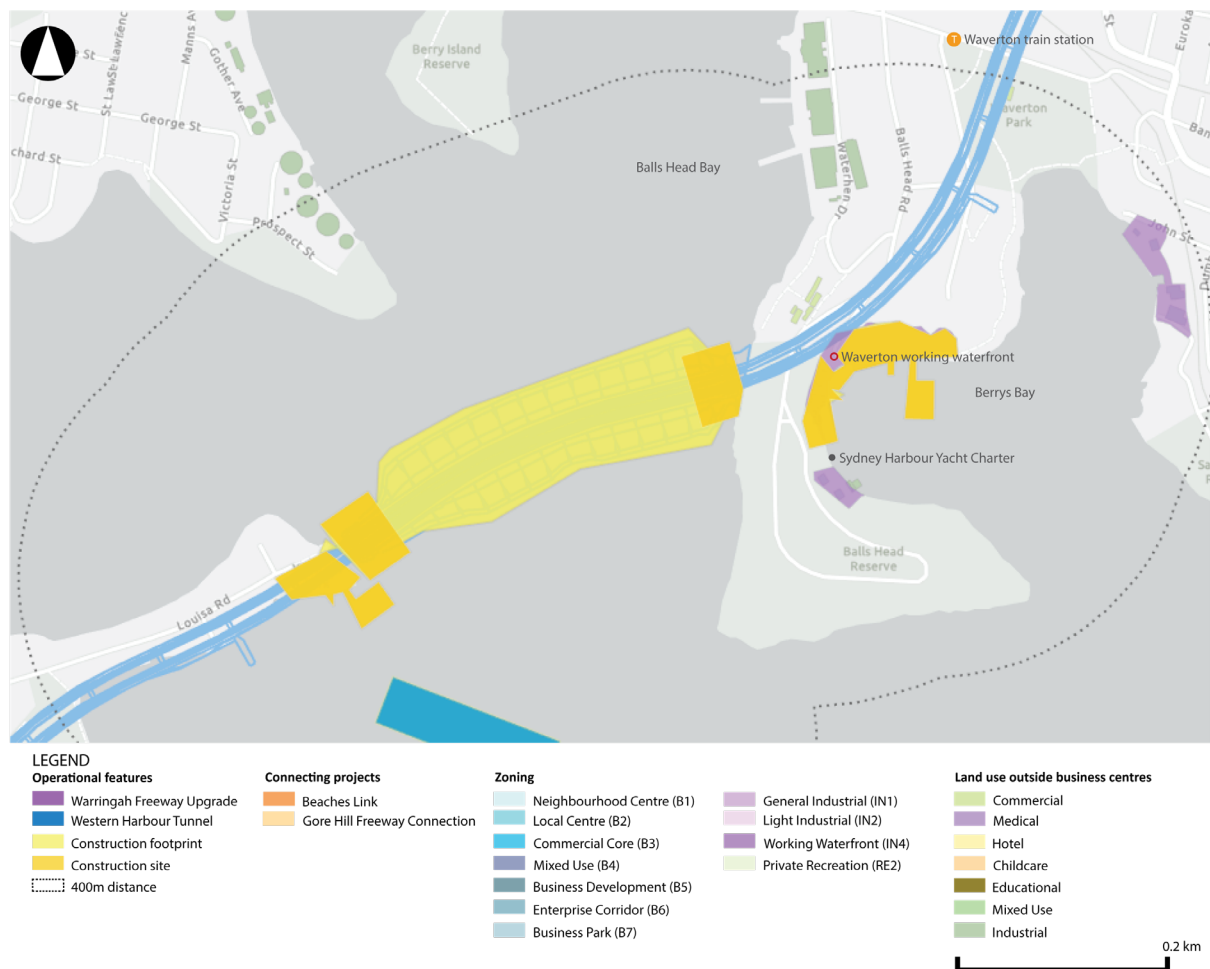 Waverton train station
T
Berry Island
Reserve
Manns Av
Gother Ave
St Lawrenc
e St
George St
George St
chard St
Victoria St
Prospect St
Eurok
St
averton
Park
Ban
Balls Head Bay
Waterhen Dr
Balls Head Rd
John St
Waverton working waterfront
Berrys Bay
Sydney Harbour Yacht Charter
Balls Head
Reserve
Louisa Rd
LEGEND
Operational features
Warringah Freeway Upgrade
Western Harbour Tunnel
Construction footprint
Construction site
400m distance
Connecting projects
Beaches Link
Gore Hill Freeway Connection
Zoning
Neighbourhood Centre (B1)
Local Centre (B2)
Commercial Core (B3)
Mixed Use (B4)
Business Development (B5)
Enterprise Corridor (B6)
Business Park (B7)
General Industrial (IN1)
Light Industrial (IN2)
Working Waterfront (IN4)
Private Recreation (RE2)
Land use outside business centres
Commercial
Medical
Hotel
Childcare
Educational
Mixed Use
Industrial
0.2 km